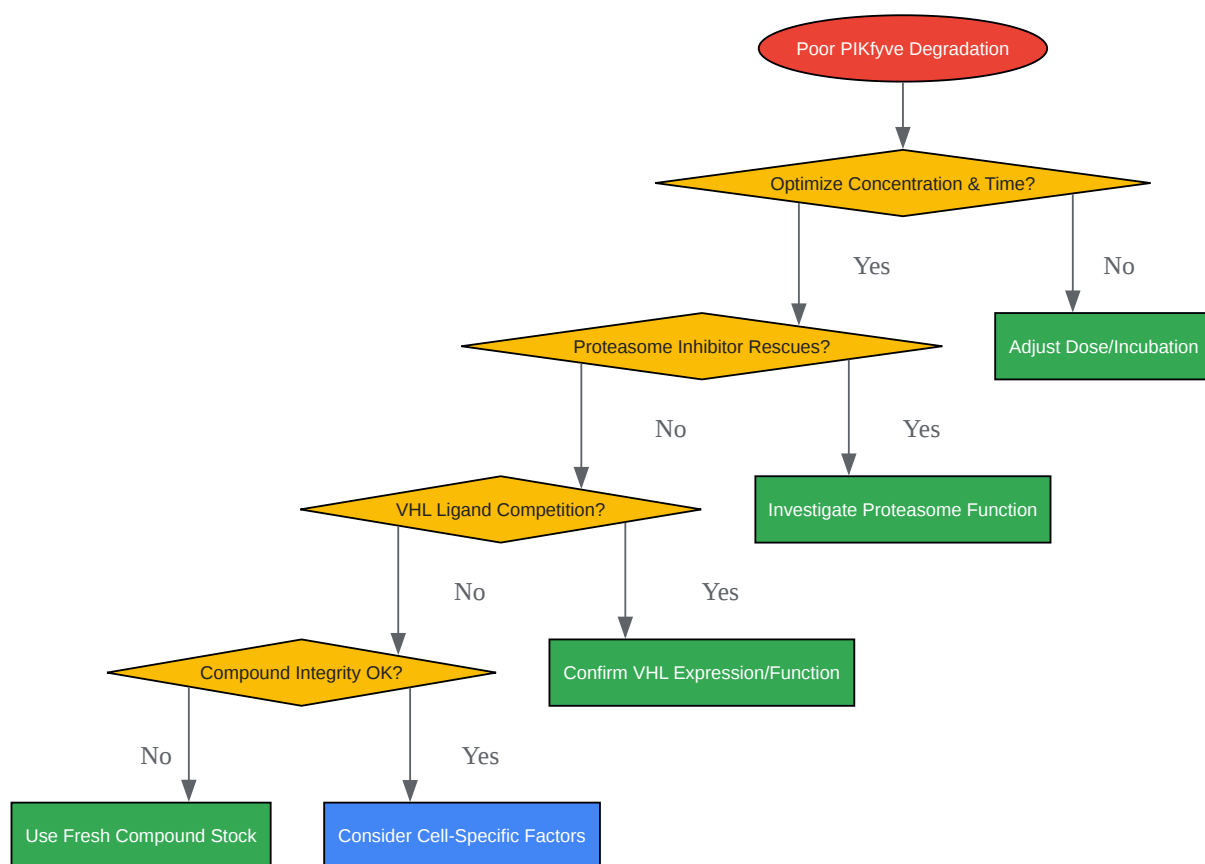 Poor PIKfyve Degradation
Optimize Concentration & Time?
Yes
No
Proteasome Inhibitor Rescues?
Adjust Dose/Incubation
No
Yes
VHL Ligand Competition?
Investigate Proteasome Function
No
Yes
Compound Integrity OK?
Confirm VHL Expression/Function
No
Yes
Use Fresh Compound Stock
Consider Cell-Specific Factors